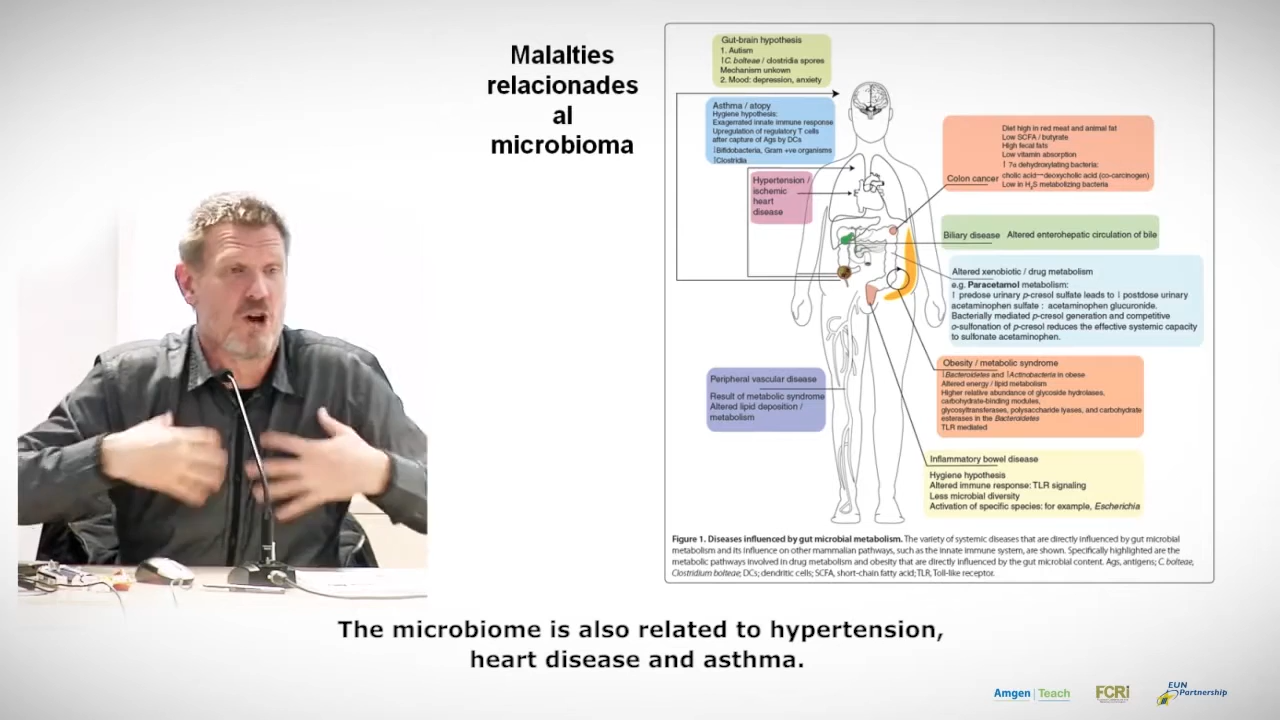 Malalties
relacionades
al
microbioma
Gut-brain hypothesis
1. Autism
↑C. bolteae / clostridia spores
Mechanism unkown
2. Mood: depression, anxiety
Asthma / atopy
Hygiene hypothesis:
Exagerrated innate immune response
Upregulation of regulatory T cells
after capture of Ags by DCs
Bifidobacteria, Gram +ve organisms
Clostridia
Hypertension /
ischemic
heart
disease
Peripheral vascular disease
Result of metabolic syndrome
Altered lipid deposition /
metabolism
Diet high in red meat and animal fat
Low SCFA / butyrate
High fecal fats
Low vitamin absorption
↑ 7α dehydroxylating bacteria:
Colon cancer cholic acid→deoxycholic acid (co-carcinogen)
Low in H₂S metabolizing bacteria
Biliary disease Altered enterohepatic circulation of bile
Altered xenobiotic / drug metabolism
e.g. Paracetamol metabolism:
↑ predose urinary p-cresol sulfate leads to ↓ postdose urinary
acetaminophen sulfate : acetaminophen glucuronide.
Bacterially mediated p-cresol generation and competitive
o-sulfonation of p-cresol reduces the effective systemic capacity
to sulfonate acetaminophen.
Obesity / metabolic syndrome
Bacteroidetes and Actinobacteria in obese
Altered energy / lipid metabolism
Higher relative abundance of glycoside hydrolases,
carbohydrate-binding modules,
glycosyltransferases, polysaccharide lyases, and carbohydrate
esterases in the Bacteroidetes
TLR mediated
Inflammatory bowel disease
Hygiene hypothesis
Altered immune response: TLR signaling
Less microbial diversity
Activation of specific species: for example, Escherichia
Figure 1. Diseases influenced by gut microbial metabolism. The variety of systemic diseases that are directly influenced by gut microbial
metabolism and its influence on other mammalian pathways, such as the innate immune system, are shown. Specifically highlighted are the
metabolic pathways involved in drug metabolism and obesity that are directly influenced by the gut microbial content. Ags, antigens; C. bolteae,
Clostridium bolteae; DCs; dendritic cells; SCFA, short-chain fatty acid; TLR, Toll-like receptor.
The microbiome is also related to hypertension,
heart disease and asthma.
Amgen | Teach
FCRi
EUN
Partnership